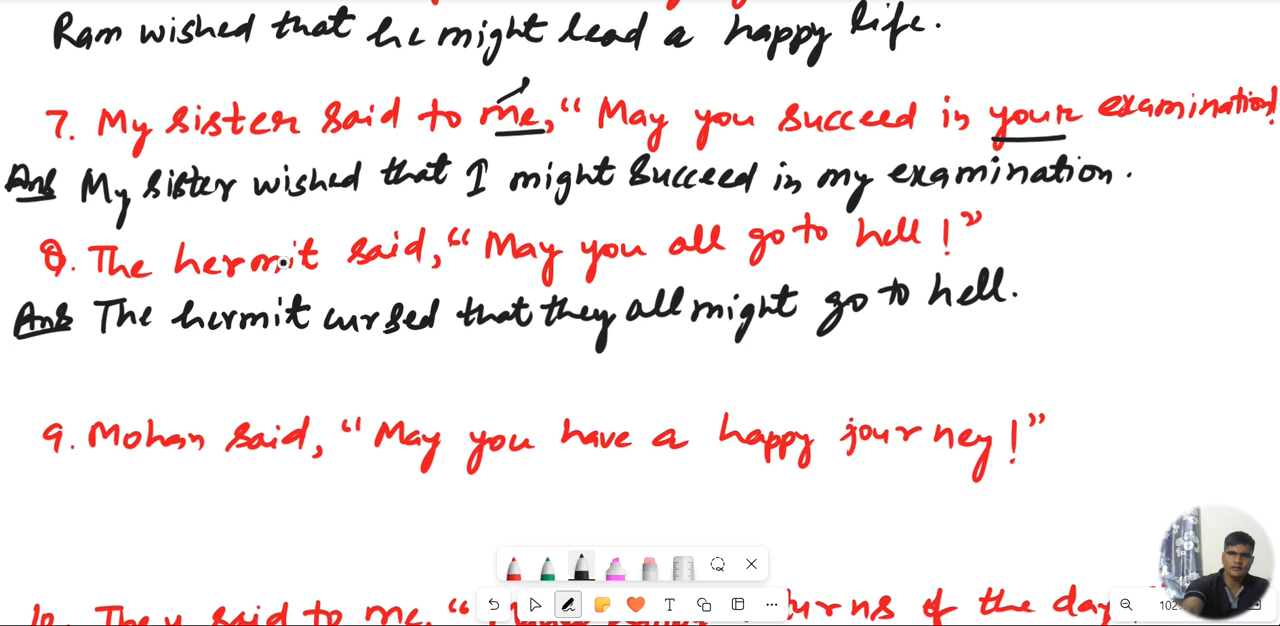 Ram wished that he might lead a happy life.
7. My sister said to me, “May you succeed in your examination!
Ans My sister wished that I might succeed in my examination.
8. The hermit said, “May you all go to hell!”
Ans The hermit cursed that they all might go to hell.
9. Mohan said, “May you have a happy journey!”
10. They said to me, “ of the day